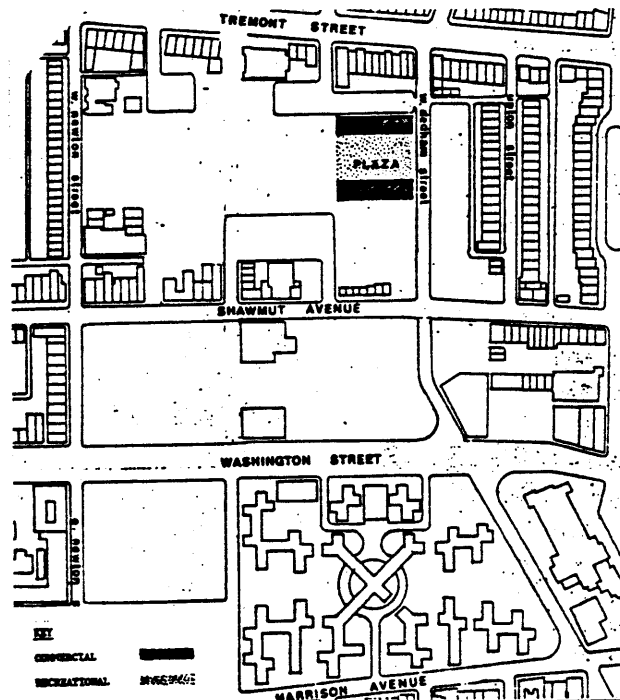 TREMONT STREET
W. newton street
W. dedham street
union street
PLAZA
SHAWMUT AVENUE
WASHINGTON STREET
HARRISON AVENUE
KEY
COMMERCIAL
RECREATIONAL